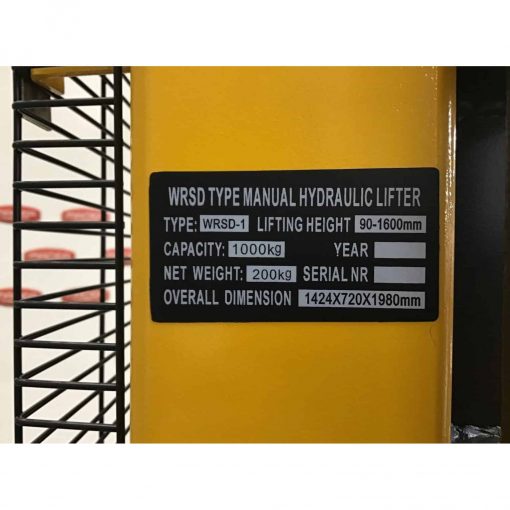 WRSD TYPE MANUAL HYDRAULIC LIFTER
TYPE: WRSD-1 LIFTING HEIGHT 90-1600mm
CAPACITY: 1000kg YEAR
NET WEIGHT: 200kg SERIAL NR
OVERALL DIMENSION 1424X720X1980mm